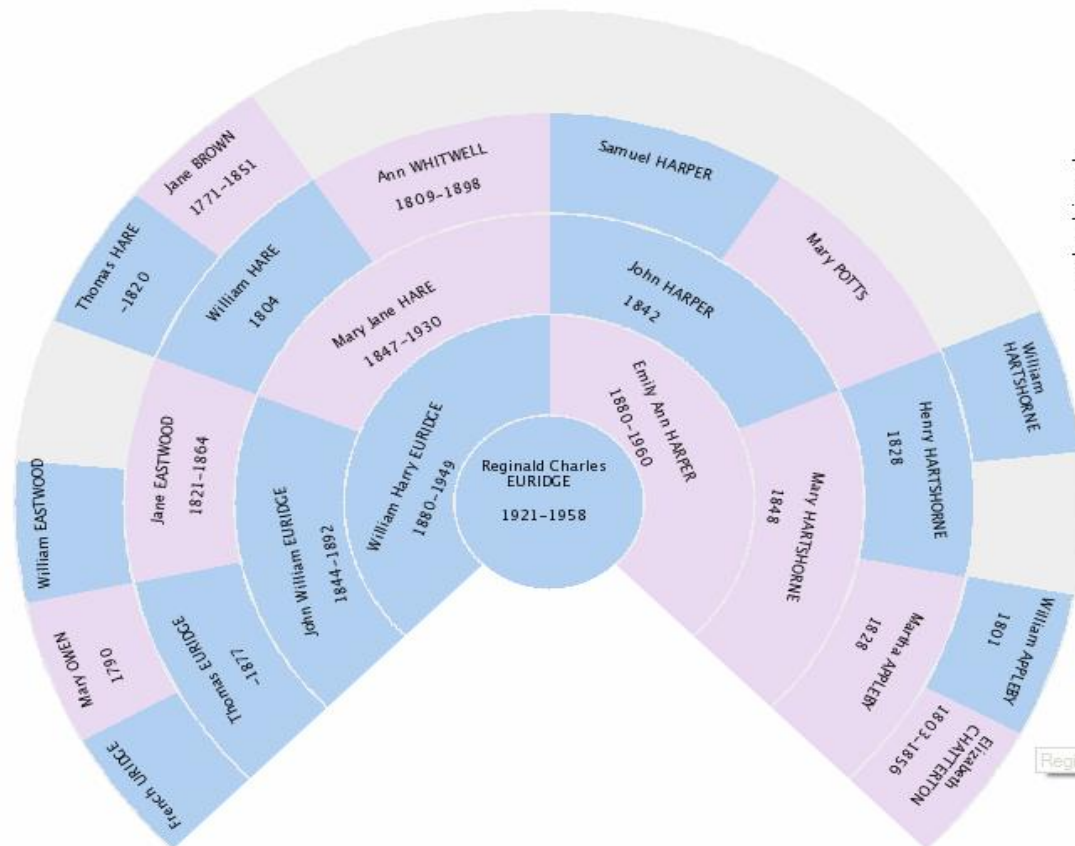 Jane BROWN
1771-1851
Ann WHITWELL
1809-1898
Samuel HARPER
Thomas HARE
-1820
William HARE
1804
Mary Jane HARE
1847-1930
John HARPER
1842
Mary POTTS
William
HARTSHORNE
Jane EASTWOOD
1821-1864
William Harry EURIDGE
1880-1949
Emily Ann HARPER
1880-1960
Henry HARTSHORNE
1828
Reginald Charles
EURIDGE
1921-1958
William EASTWOOD
John William EURIDGE
1844-1892
Mary HARTSHORNE
1848
Mary OWEN
1790
Thomas EURIDGE
-1877
Martha APPLEBY
1828
William APPLEBY
1801
French URIDGE
Elizabeth
CHATTERTON
1803-1856
Regi